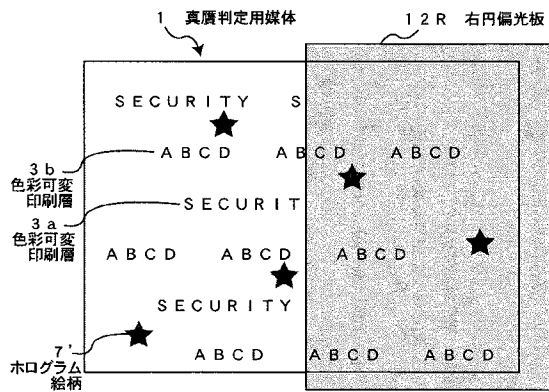 1 真贋判定用媒体
12R 右円偏光板
SECURITY S
ABCD ABCD ABCD
3b
色彩可変
印刷層
SECURIT
3a
色彩可変
印刷層
ABCD ABCD ABCD
SECURITY
7'
ホログラム
絵柄
ABCD ABCD ABCD